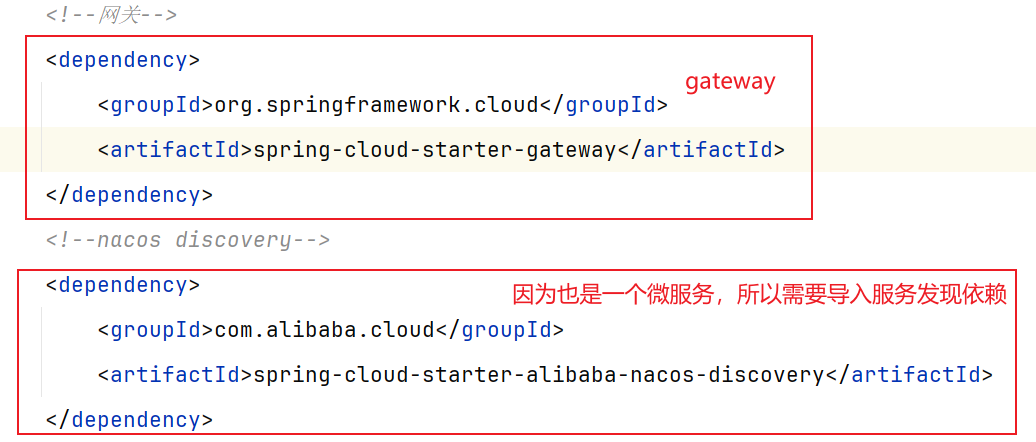 <!--网关-->
<dependency>
gateway
<groupId>org.springframework.cloud</groupId>
<artifactId>spring-cloud-starter-gateway</artifactId>
</dependency>
<!--nacos discovery-->
<dependency>
因为也是一个微服务，所以需要导入服务发现依赖
<groupId>com.alibaba.cloud</groupId>
<artifactId>spring-cloud-starter-alibaba-nacos-discovery</artifactId>
</dependency>